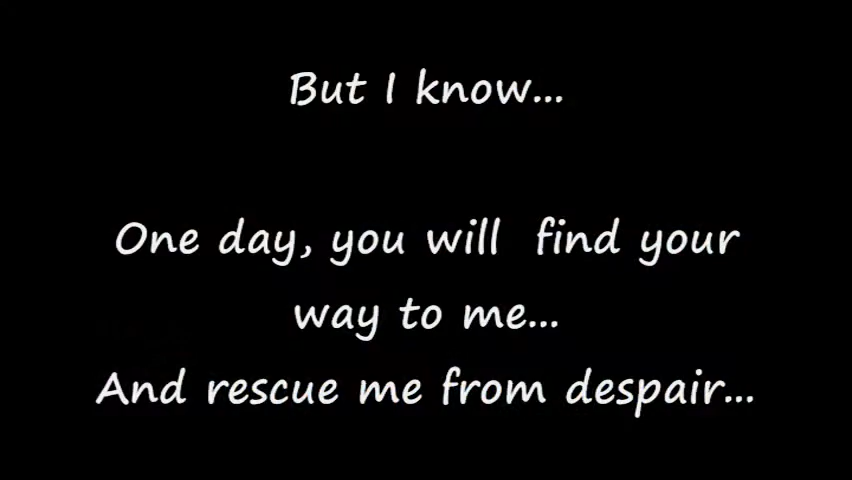 But I know...
One day, you will  find your
way to me...
And rescue me from despair...